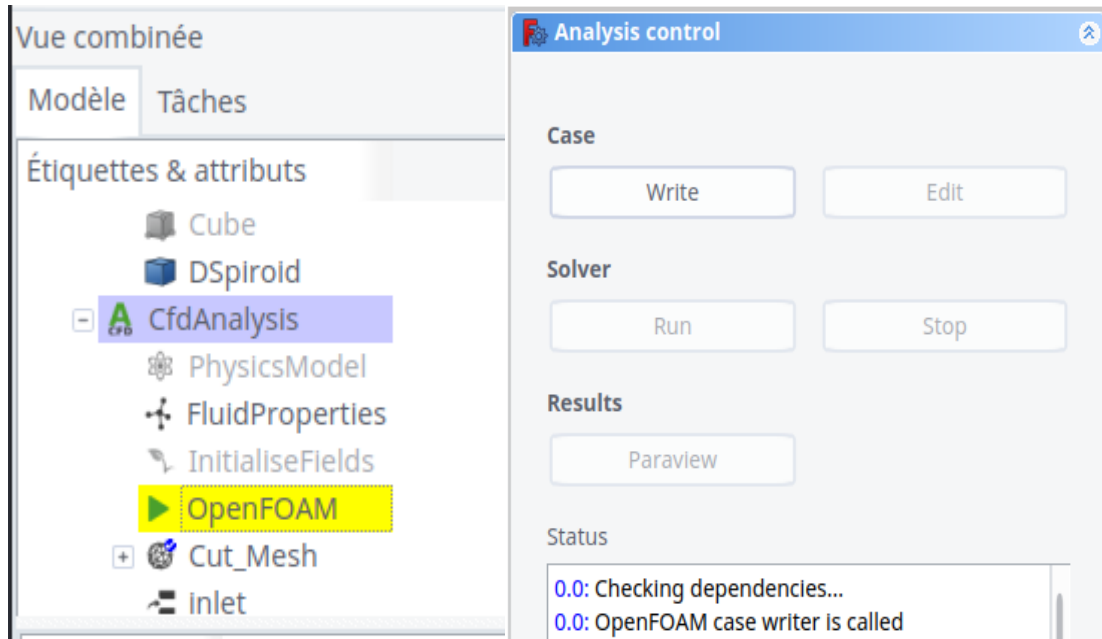 Vue combinée
Modèle Tâches
Étiquettes & attributs
Cube
DSpiroid
A CFD CfdAnalysis
PhysicsModel
FluidProperties
InitialiseFields
OpenFOAM
Cut_Mesh
inlet
Analysis control
Case
Write Edit
Solver
Run Stop
Results
Paraview
Status
0.0: Checking dependencies...
0.0: OpenFOAM case writer is called